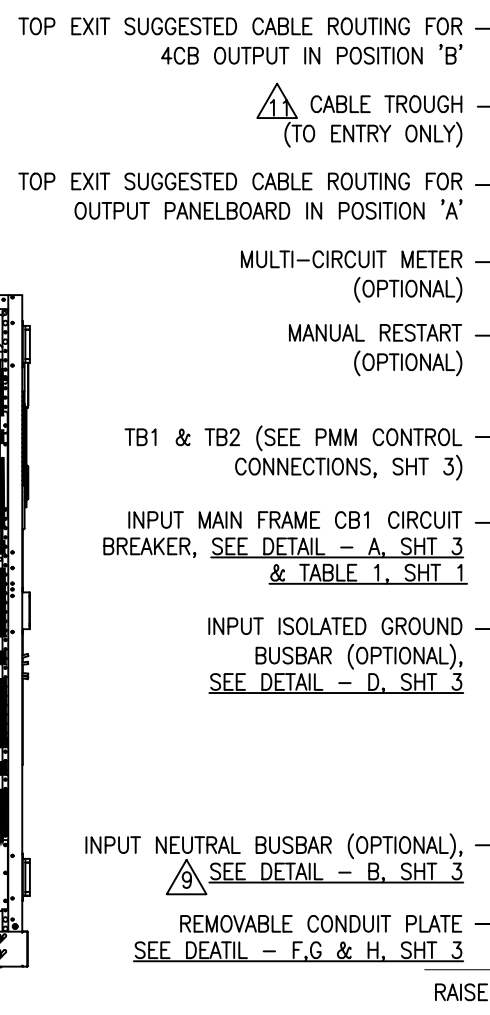 TOP EXIT SUGGESTED CABLE ROUTING FOR
4CB OUTPUT IN POSITION 'B'
11 CABLE TROUGH
(TO ENTRY ONLY)
TOP EXIT SUGGESTED CABLE ROUTING FOR
OUTPUT PANELBOARD IN POSITION 'A'
MULTI-CIRCUIT METER
(OPTIONAL)
MANUAL RESTART
(OPTIONAL)
TB1 & TB2 (SEE PMM CONTROL
CONNECTIONS, SHT 3)
INPUT MAIN FRAME CB1 CIRCUIT
BREAKER, SEE DETAIL - A, SHT 3
& TABLE 1, SHT 1
INPUT ISOLATED GROUND
BUSBAR (OPTIONAL),
SEE DETAIL - D, SHT 3
INPUT NEUTRAL BUSBAR (OPTIONAL),
9 SEE DETAIL - B, SHT 3
REMOVABLE CONDUIT PLATE
SEE DEATIL - F,G & H, SHT 3
RAISE